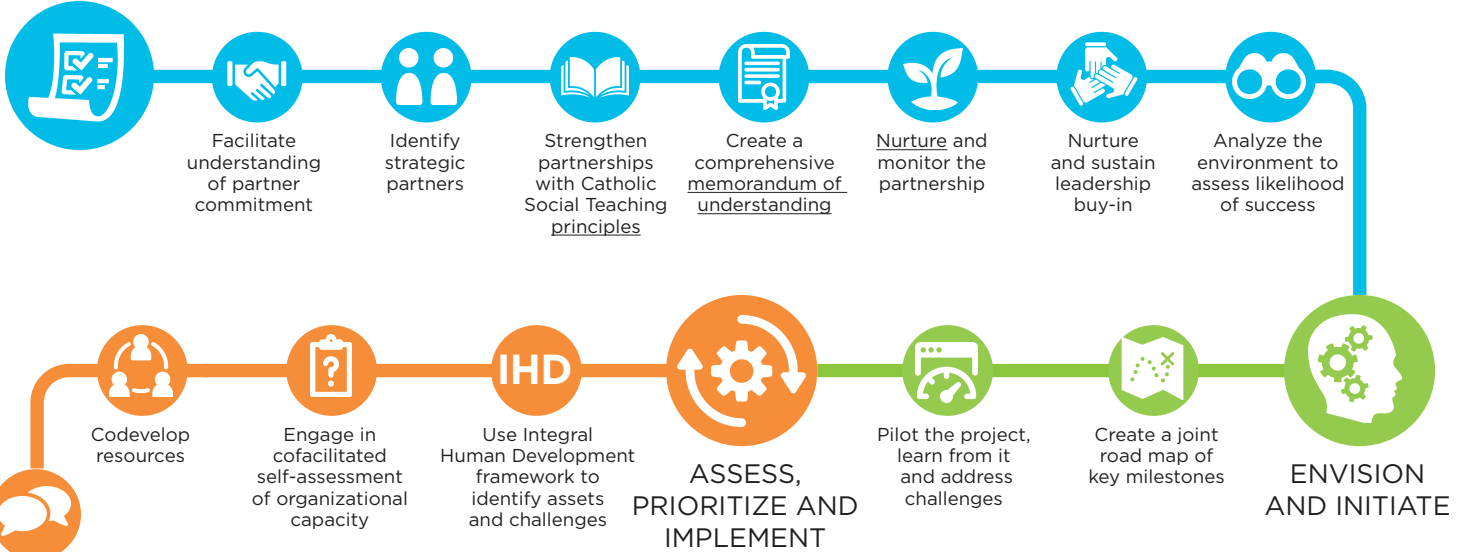 Facilitate
understanding
of partner
commitment
Identify
strategic
partners
Strengthen
partnerships
with Catholic
Social Teaching
principles
Create a
comprehensive
memorandum of
understanding
Nurture and
monitor the
partnership
Nurture
and sustain
leadership
buy-in
Analyze the
environment to
assess likelihood
of success
ENVISION
AND INITIATE
Create a joint
road map of
key milestones
Pilot the project,
learn from it
and address
challenges
ASSESS,
PRIORITIZE AND
IMPLEMENT
IHD
Use Integral
Human Development
framework to
identify assets
and challenges
?
Engage in
cofacilitated
self-assessment
of organizational
capacity
Codevelop
resources